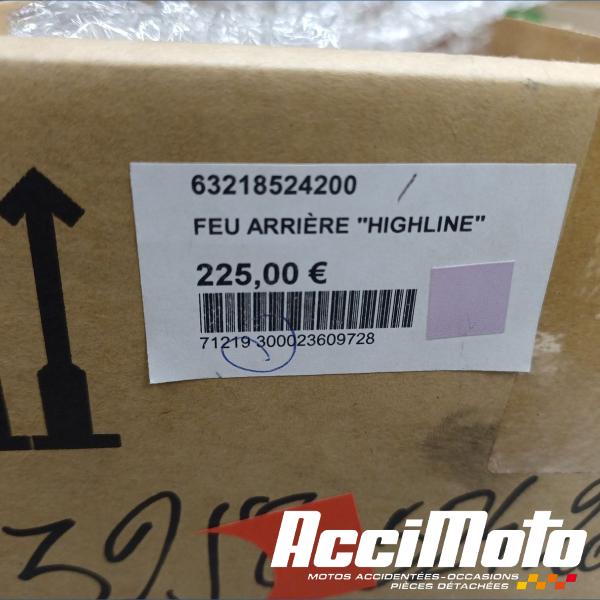 63218524200
FEU ARRIÈRE "HIGHLINE"
225,00 €
71219 300023609728
AcciMoto
MOTOS ACCIDENTÉES-OCCASIONS
PIÈCES DÉTACHÉES